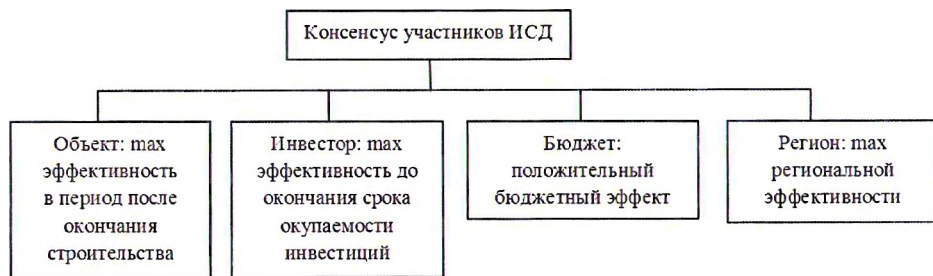 Консенсус участников ИСД
Объект: max
эффективность
в период после
окончания
строительства
Инвестор: max
эффективность до
окончания срока
окупаемости
инвестиций
Бюджет:
положительный
бюджетный эффект
Регион: max
региональной
эффективности